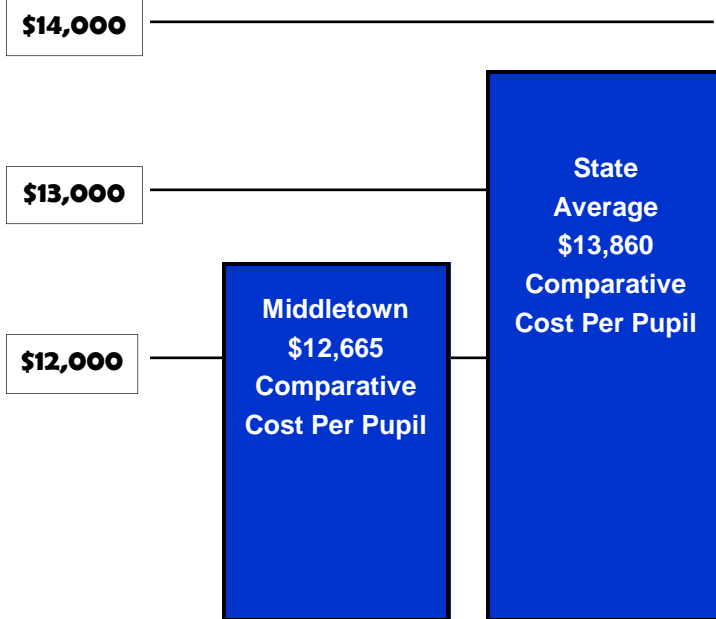 $14,000
$13,000
$12,000
Middletown
$12,665
Comparative
Cost Per Pupil
State
Average
$13,860
Comparative
Cost Per Pupil